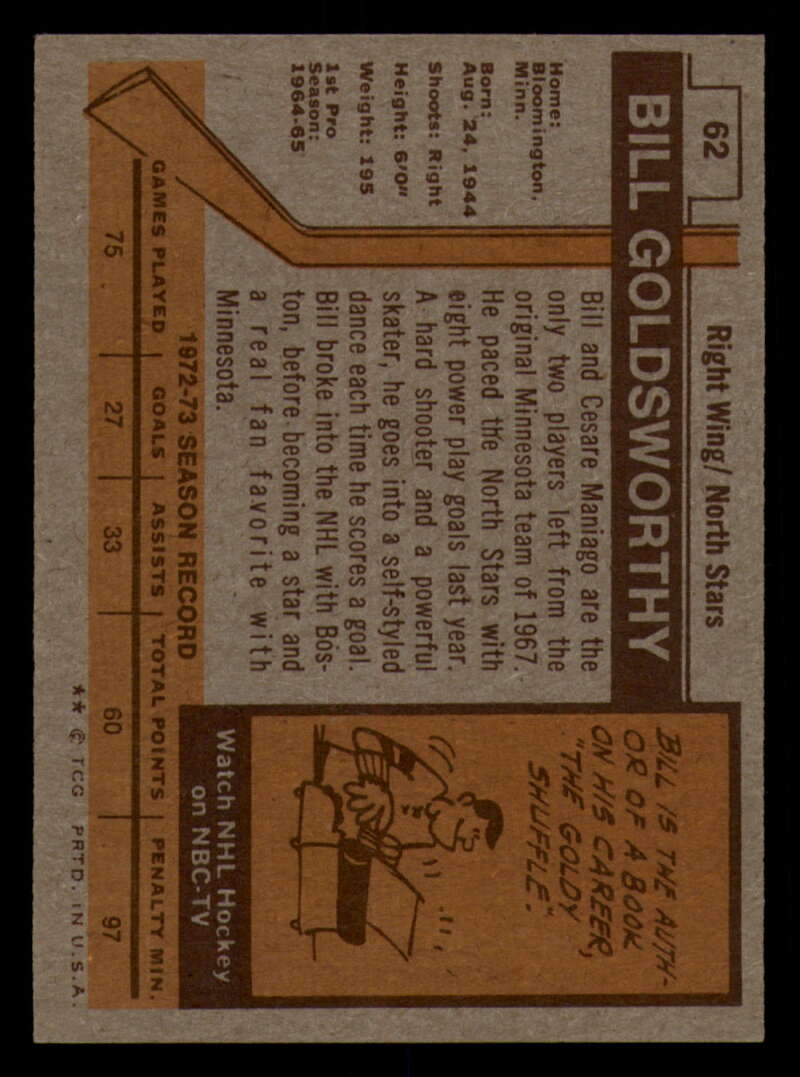 62
Right Wing/ North Stars
BILL GOLDSWORTHY
Home:
Bloomington,
Minn.
Born:
Aug. 24, 1944
Shoots: Right
Height: 6'0"
Weight: 195
1st Pro
Season:
1964-65
Bill and Cesare Maniago are the
only two players left from the
original Minnesota team of 1967.
He paced the North Stars with
eight power play goals last year.
A hard shooter and a powerful
skater, he goes into a self-styled
dance each time he scores a goal.
Bill broke into the NHL with Bos-
ton, before becoming a star and
a real fan favorite with
Minnesota.
BILL IS THE AUTH-
OR OF A BOOK
ON HIS CAREER,
"THE GOLDY
SHUFFLE".
Watch NHL Hockey
on NBC-TV
1972-73 SEASON RECORD
GAMES PLAYED GOALS ASSISTS TOTAL POINTS PENALTY MIN.
75 27 33 60 97
** © TCG PRTD. IN U.S.A.